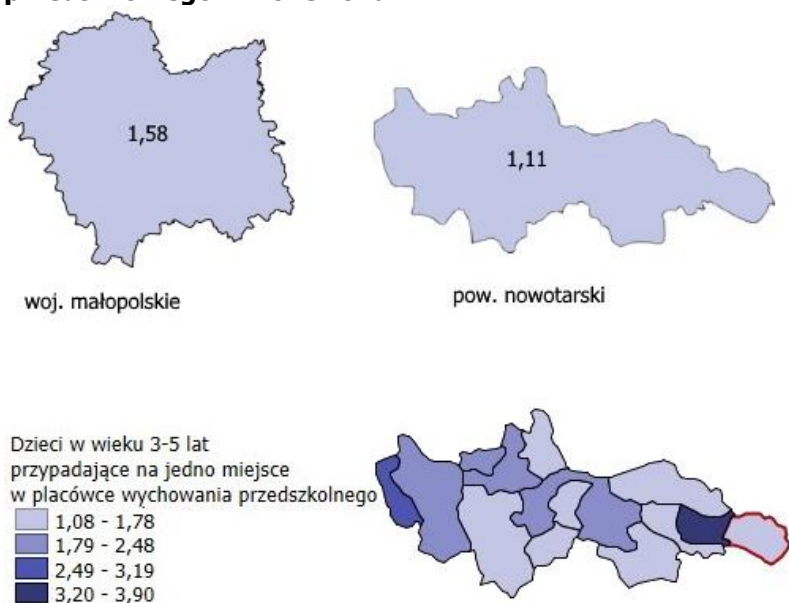 1,58
1,11
woj. małopolskie
pow. nowotarski
Dzieci w wieku 3-5 lat
przypadające na jedno miejsce
w placówce wychowania przedszkolnego
1,08 - 1,78
1,79 - 2,48
2,49 - 3,19
3,20 - 3,90